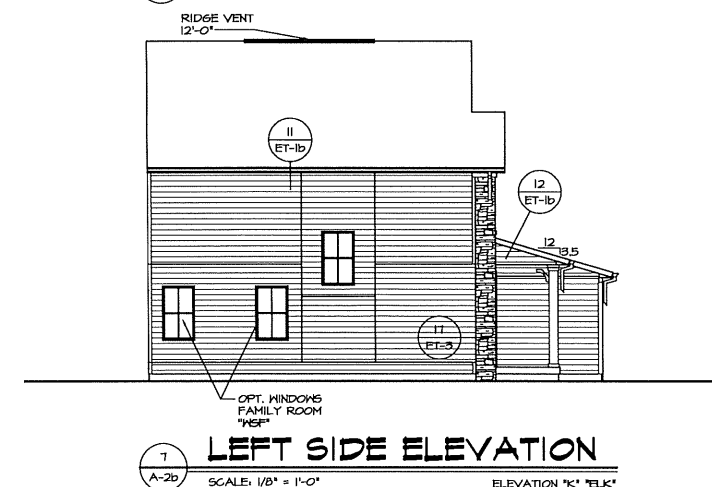 RIDGE VENT
12'-0"
11
ET-1b
12
ET-1b
12
3.5
17
ET-3
OPT. WINDOWS
FAMILY ROOM
"WSF"
7
A-2b
LEFT SIDE ELEVATION
SCALE: 1/8" = 1'-0"
ELEVATION "K" "ELK"